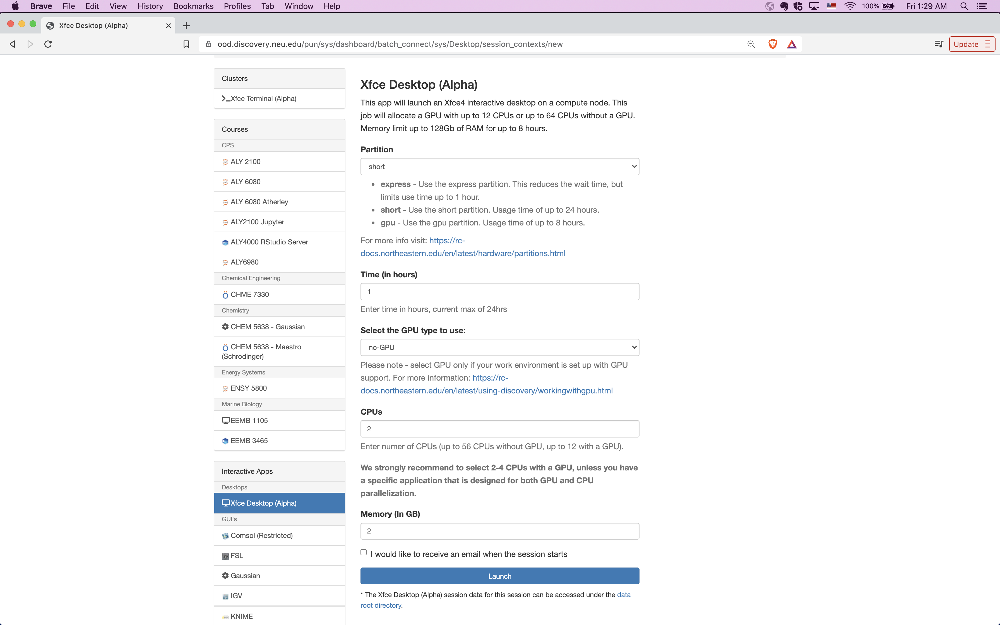 Brave File Edit View History Bookmarks Profiles Tab Window Help 100% Fri 1:29 AM
Xfce Desktop (Alpha)
ood.discovery.neu.edu/pun/sys/dashboard/batch_connect/sys/Desktop/session_contexts/new Update
Clusters
Xfce Terminal (Alpha)
Courses
CPS
ALY 2100
ALY 6080
ALY 6080 Atherley
ALY2100 Jupyter
ALY4000 RStudio Server
ALY6980
Chemical Engineering
CHME 7330
Chemistry
CHEM 5638 - Gaussian
CHEM 5638 - Maestro
(Schrodinger)
Energy Systems
ENSY 5800
Marine Biology
EEMB 1105
EEMB 3465
Interactive Apps
Desktops
Xfce Desktop (Alpha)
GUI's
Comsol (Restricted)
FSL
Gaussian
IGV
KNIME
Xfce Desktop (Alpha)
This app will launch an Xfce4 interactive desktop on a compute node. This
job will allocate a GPU with up to 12 CPUs or up to 64 CPUs without a GPU.
Memory limit up to 128Gb of RAM for up to 8 hours.
Partition
short
• express - Use the express partition. This reduces the wait time, but
limits use time up to 1 hour.
• short - Use the short partition. Usage time of up to 24 hours.
• gpu - Use the gpu partition. Usage time of up to 8 hours.
For more info visit: https://rc-
docs.northeastern.edu/en/latest/hardware/partitions.html
Time (in hours)
1
Enter time in hours, current max of 24hrs
Select the GPU type to use:
no-GPU
Please note - select GPU only if your work environment is set up with GPU
support. For more information: https://rc-
docs.northeastern.edu/en/latest/using-discovery/workingwithgpu.html
CPUs
2
Enter numer of CPUs (up to 56 CPUs without GPU, up to 12 with a GPU).
We strongly recommend to select 2-4 CPUs with a GPU, unless you have
a specific application that is designed for both GPU and CPU
parallelization.
Memory (In GB)
2
I would like to receive an email when the session starts
Launch
* The Xfce Desktop (Alpha) session data for this session can be accessed under the data
root directory.